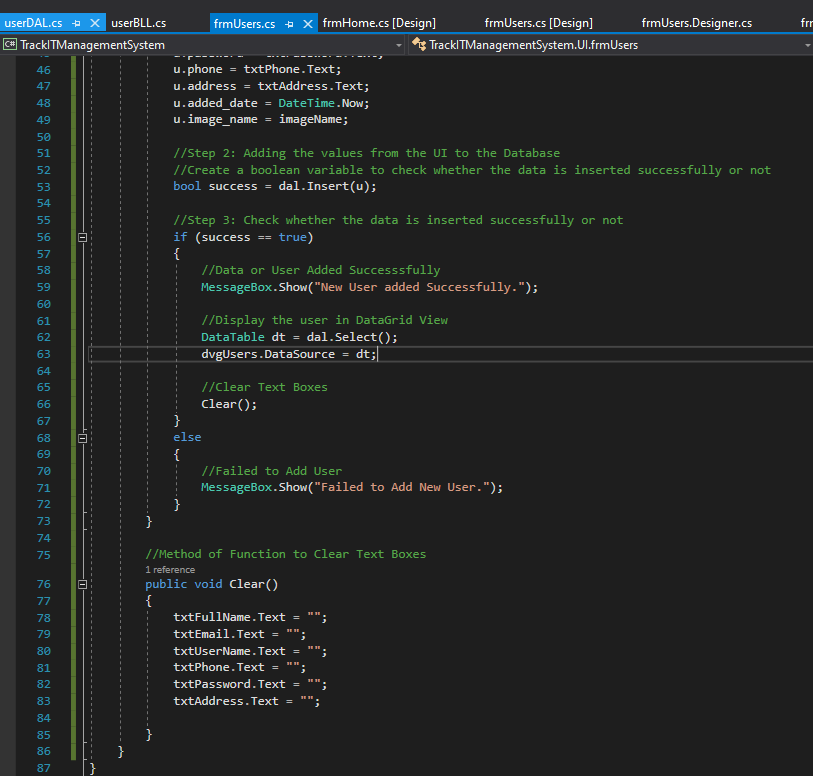 userDAL.cs userBLL.cs frmUsers.cs frmHome.cs [Design] frmUsers.cs [Design] frmUsers.Designer.cs frr
C# TrackITManagementSystem TrackITManagementSystem.UI.frmUsers
46 u.phone = txtPhone.Text;
47 u.address = txtAddress.Text;
48 u.added_date = DateTime.Now;
49 u.image_name = imageName;
50
51 //Step 2: Adding the values from the UI to the Database
52 //Create a boolean variable to check whether the data is inserted successfully or not
53 bool success = dal.Insert(u);
54
55 //Step 3: Check whether the data is inserted successfully or not
56 if (success == true)
57 {
58 //Data or User Added Successsfully
59 MessageBox.Show("New User added Successfully.");
60
61 //Display the user in DataGrid View
62 DataTable dt = dal.Select();
63 dvgUsers.DataSource = dt;
64
65 //Clear Text Boxes
66 Clear();
67 }
68 else
69 {
70 //Failed to Add User
71 MessageBox.Show("Failed to Add New User.");
72 }
73 }
74
75 //Method of Function to Clear Text Boxes
1 reference
76 public void Clear()
77 {
78 txtFullName.Text = "";
79 txtEmail.Text = "";
80 txtUserName.Text = "";
81 txtPhone.Text = "";
82 txtPassword.Text = "";
83 txtAddress.Text = "";
84
85 }
86 }
87 }